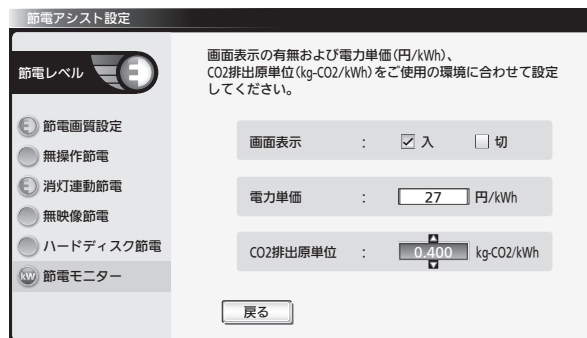 節電アシスト設定
節電レベル
E
画面表示の有無および電力単価(円/kWh)、
CO2排出原単位(kg-CO2/kWh)をご使用の環境に合わせて設定
してください。
E 節電画質設定
無操作節電
E 消灯連動節電
無映像節電
ハードディスク節電
kW 節電モニター
画面表示 : 入 切
電力単価 : 27 円/kWh
CO2排出原単位 : 0.400 kg-CO2/kWh
戻る